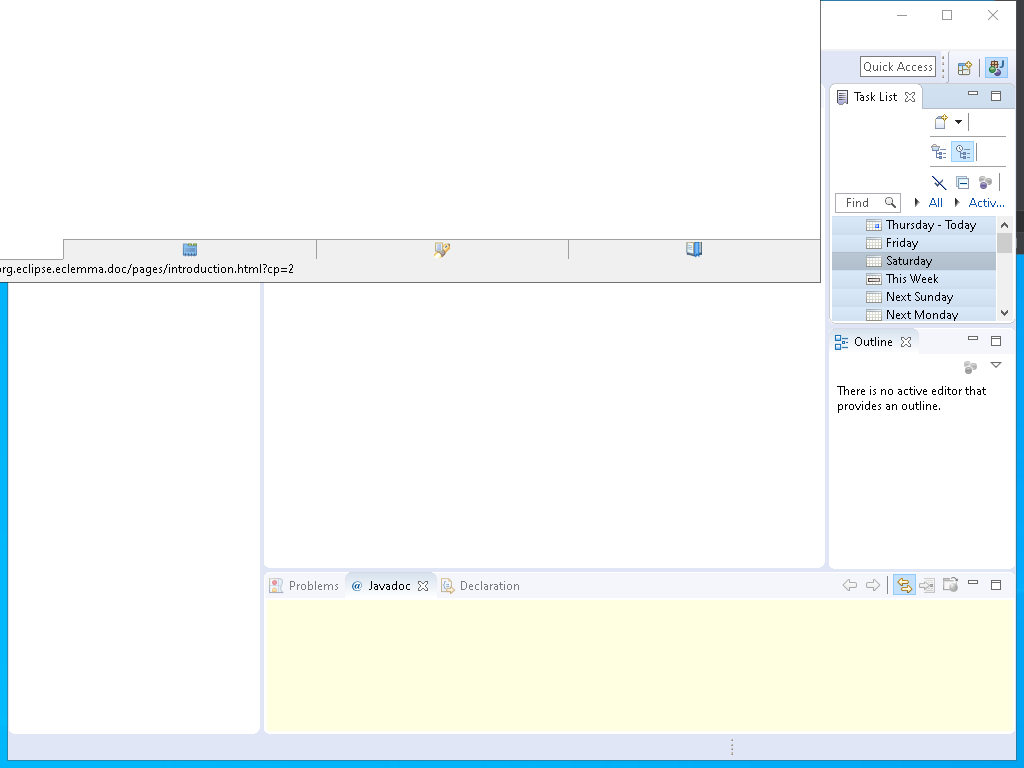 Quick Access
Task List
Find
All
Activ...
Thursday - Today
Friday
Saturday
This Week
Next Sunday
Next Monday
org.eclipse.eclemma.doc/pages/introduction.html?cp=2
Outline
There is no active editor that
provides an outline.
Problems
@ Javadoc
Declaration